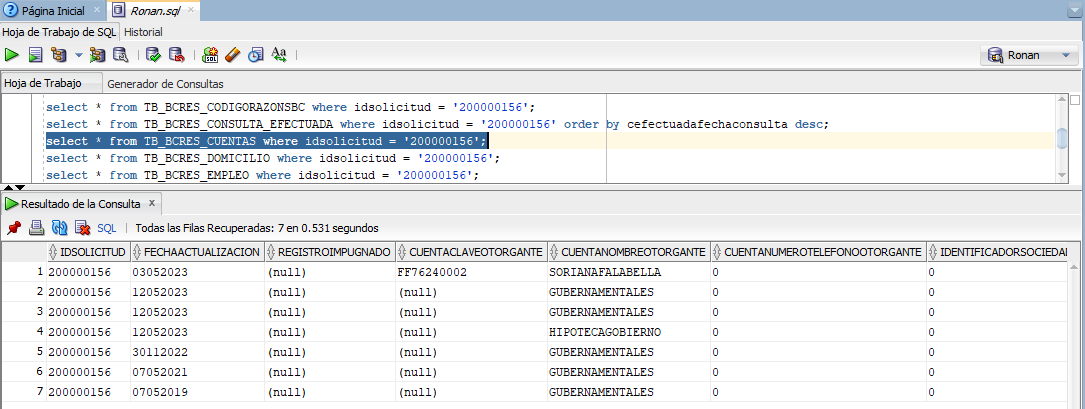 Página Inicial Ronan.sql
Hoja de Trabajo de SQL Historial
SQL Aa Ronan
Hoja de Trabajo Generador de Consultas
select * from TB_BCRES_CODIGORAZONSBC where idsolicitud = '200000156';
select * from TB_BCRES_CONSULTA_EFECTUADA where idsolicitud = '200000156' order by cefectuadafechaconsulta desc;
select * from TB_BCRES_CUENTAS where idsolicitud = '200000156';
select * from TB_BCRES_DOMICILIO where idsolicitud = '200000156';
select * from TB_BCRES_EMPLEO where idsolicitud = '200000156';
Resultado de la Consulta x
SQL | Todas las Filas Recuperadas: 7 en 0.531 segundos
IDSOLICITUD FECHAACTUALIZACION REGISTROIMPUGNADO CUENTACLAVEOTORGANTE CUENTANOMBREOTORGANTE CUENTANUMEROTELEFONOOTORGANTE IDENTIFICADORSOCIEDAD
1 200000156 03052023 (null) FF76240002 SORIANAFALABELLA 0 0
2 200000156 12052023 (null) (null) GUBERNAMENTALES 0 0
3 200000156 12052023 (null) (null) GUBERNAMENTALES 0 0
4 200000156 12052023 (null) (null) HIPOTECAGOBIERNO 0 0
5 200000156 30112022 (null) (null) GUBERNAMENTALES 0 0
6 200000156 07052021 (null) (null) GUBERNAMENTALES 0 0
7 200000156 07052019 (null) (null) GUBERNAMENTALES 0 0